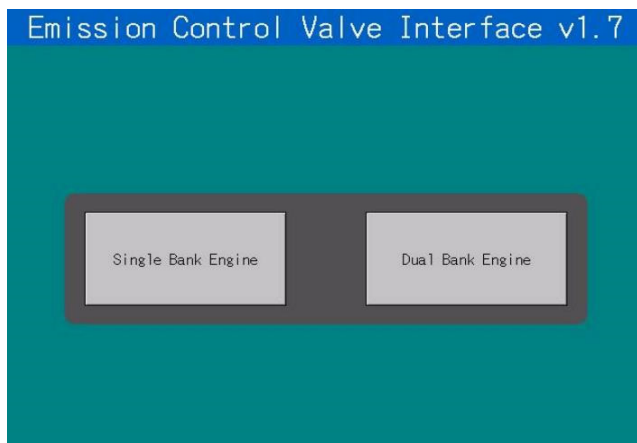 Emission Control Valve Interface v1.7
Single Bank Engine
Dual Bank Engine